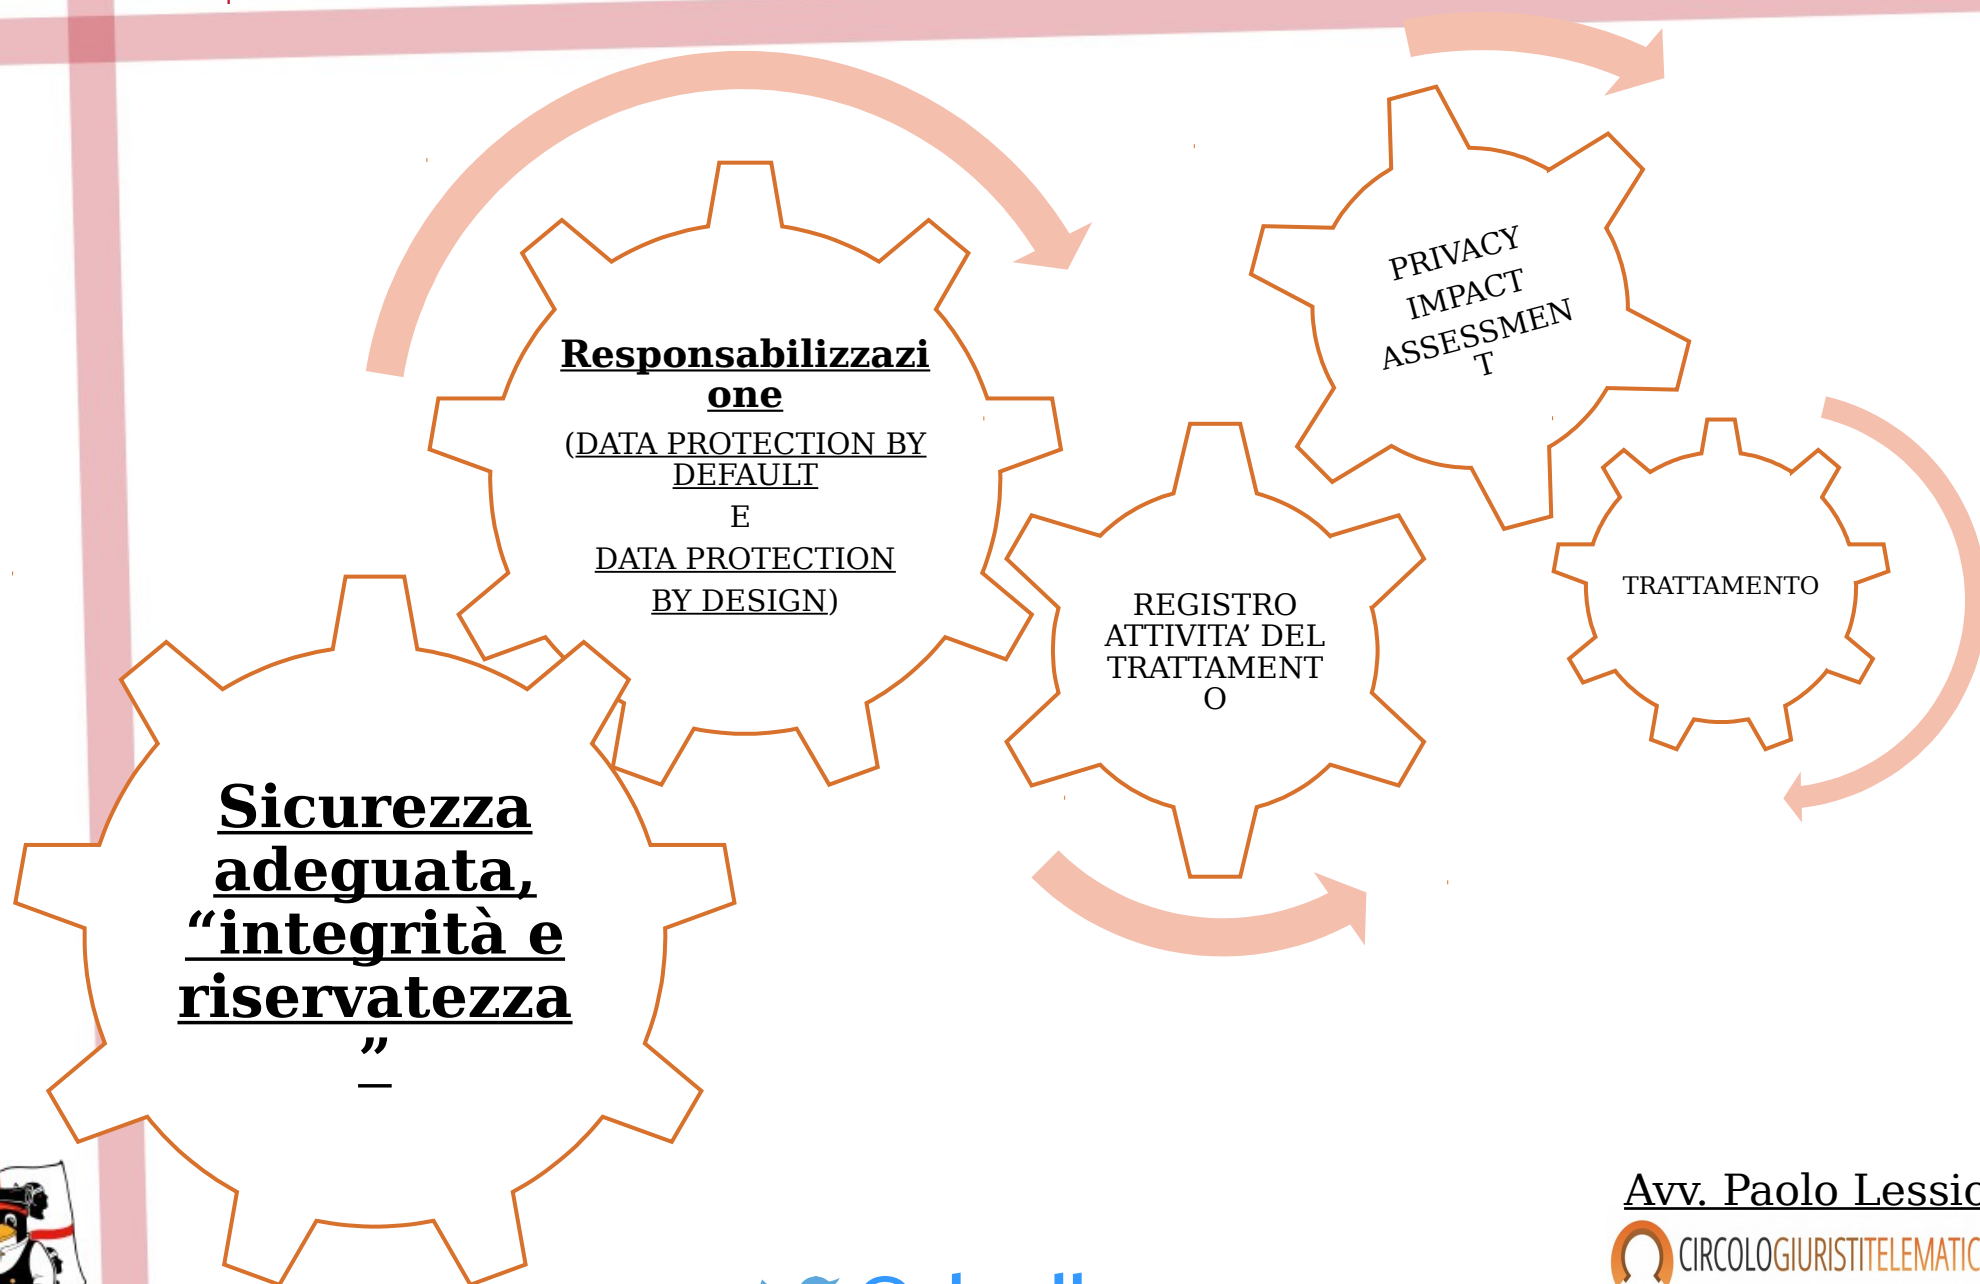 Responsabilizzazi
one
(DATA PROTECTION BY
DEFAULT
E
DATA PROTECTION
BY DESIGN)
PRIVACY
IMPACT
ASSESSMEN
T
REGISTRO
ATTIVITA’ DEL
TRATTAMENT
O
TRATTAMENTO
Sicurezza
adeguata,
“integrità e
riservatezza
”
Avv. Paolo Lessio
CIRCOLOGIURISTITELEMATIC